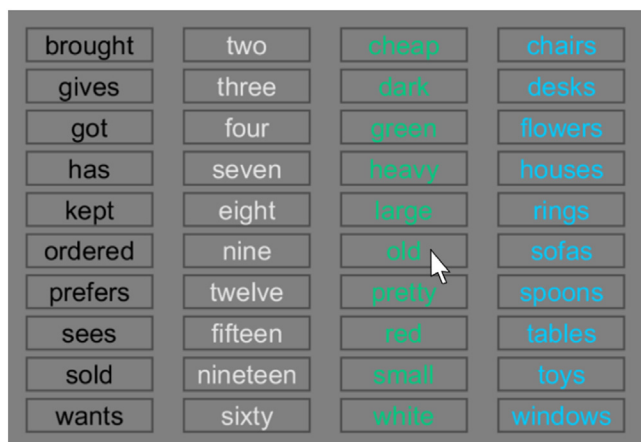 brought two cheap chairs
gives three dark desks
got four green flowers
has seven heavy houses
kept eight large rings
ordered nine old sofas
prefers twelve pretty spoons
sees fifteen red tables
sold nineteen small toys
wants sixty white windows